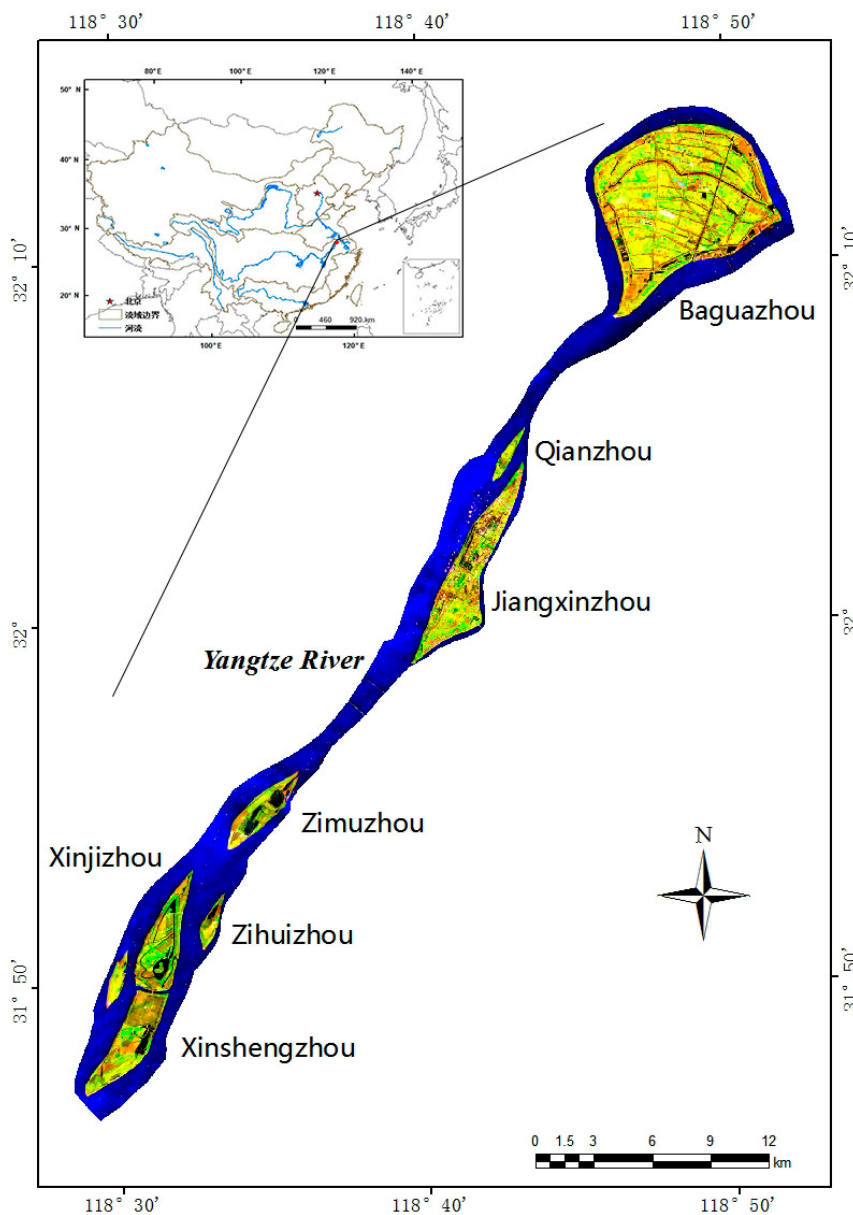 118° 30′ 118° 40′ 118° 50′
80°E 100°E 120°E 140°E
50° N
40° N
30° N
20° N
北京
流域边界
河流
0 460 920 km
100°E 120°E
32° 10′
32° 10′
Baguazhou
Qianzhou
Jiangxinzhou
32°
32°
Yangtze River
Zimuzhou
Xinjizhou
N
Zihuizhou
31° 50′
31° 50′
Xinshengzhou
0 1.5 3 6 9 12
km
118° 30′ 118° 40′ 118° 50′